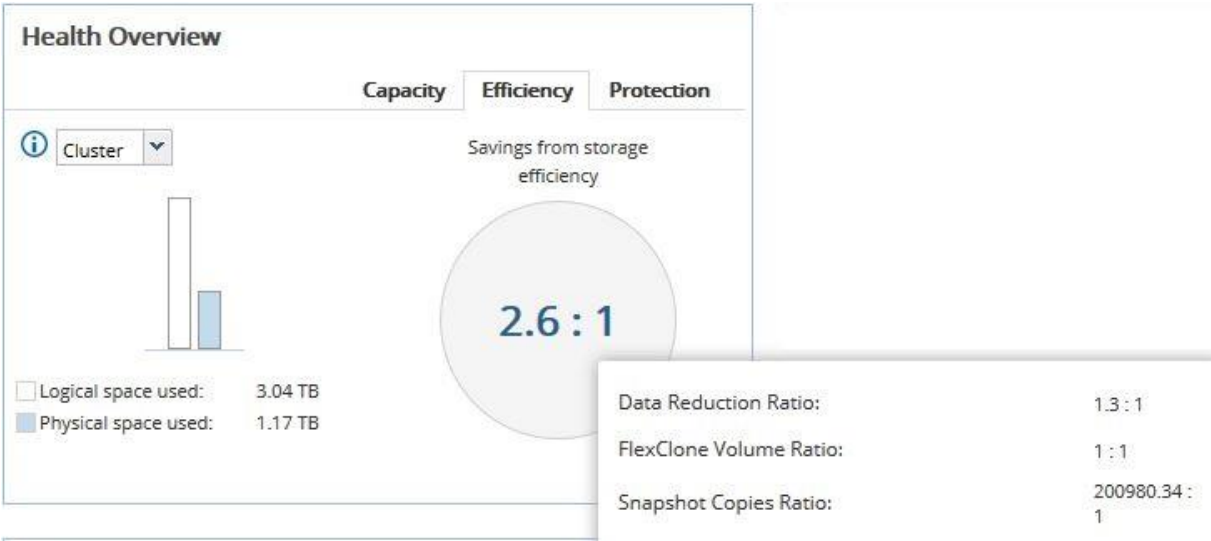 Health Overview
Capacity Efficiency Protection
Cluster
Savings from storage
efficiency
2.6 : 1
Logical space used: 3.04 TB
Physical space used: 1.17 TB
Data Reduction Ratio: 1.3 : 1
FlexClone Volume Ratio: 1 : 1
Snapshot Copies Ratio: 200980.34 :
1